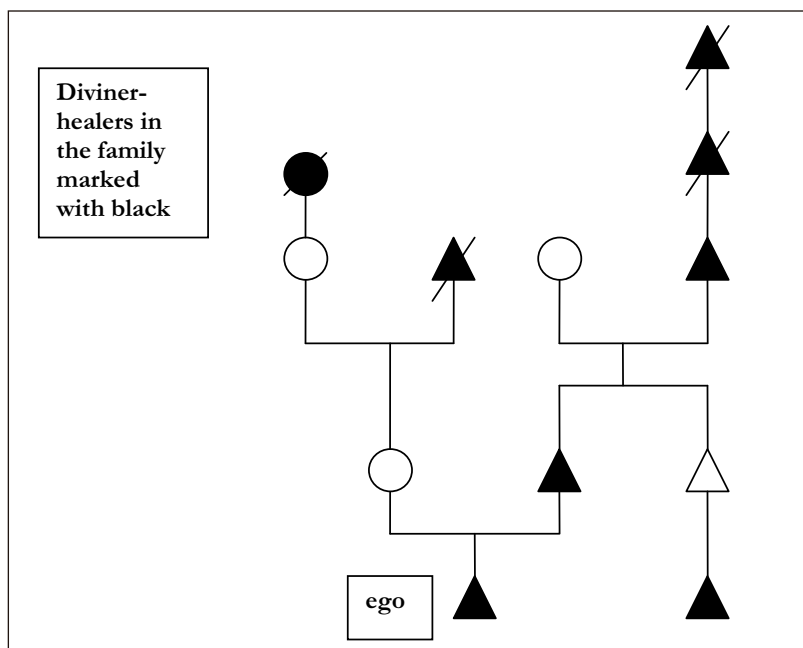 Diviner-
healers in
the family
marked
with black
ego